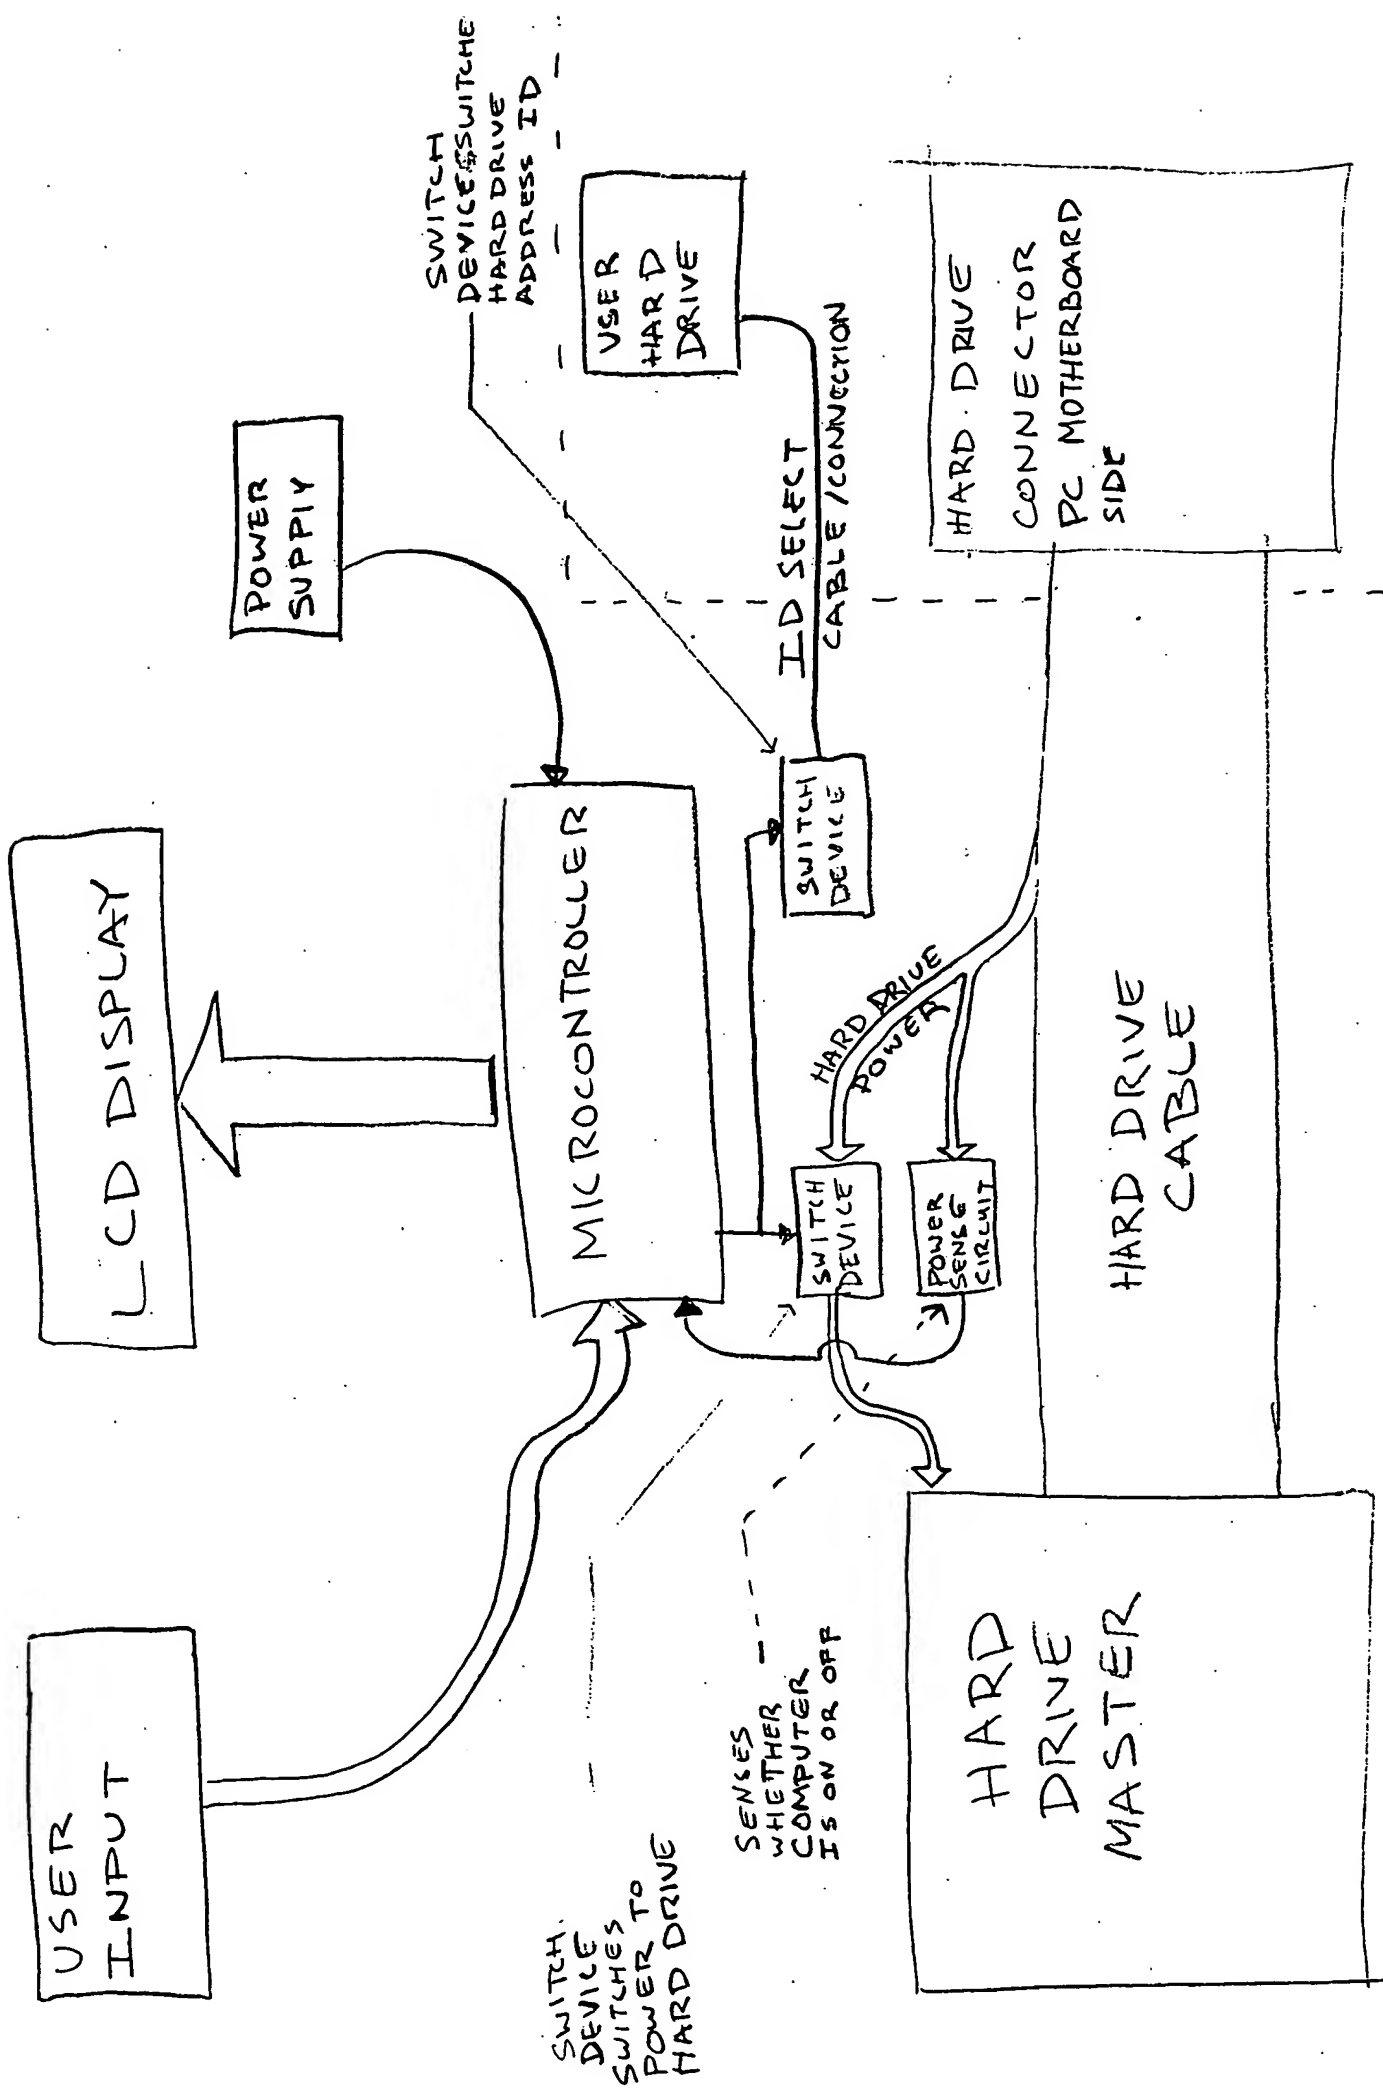 USER
INPUT
LCD DISPLAY
POWER
SUPPLY
MICROCONTROLLER
SWITCH
DEVICE SWITCHE
HARD DRIVE
ADDRESS ID
USER
HARD
DRIVE
SWITCH
DEVICE
ID SELECT
CABLE/CONNECTION
SWITCH.
DEVICE
SWITCHES
POWER TO
HARD DRIVE
SENSES
WHETHER
COMPUTER
IS ON OR OFF
SWITCH
DEVICE
POWER
SENSE
CIRCUIT
HARD DRIVE
POWER
HARD
DRIVE
MASTER
HARD DRIVE
CABLE
HARD DRIVE
CONNECTOR
PC MOTHERBOARD
SIDE